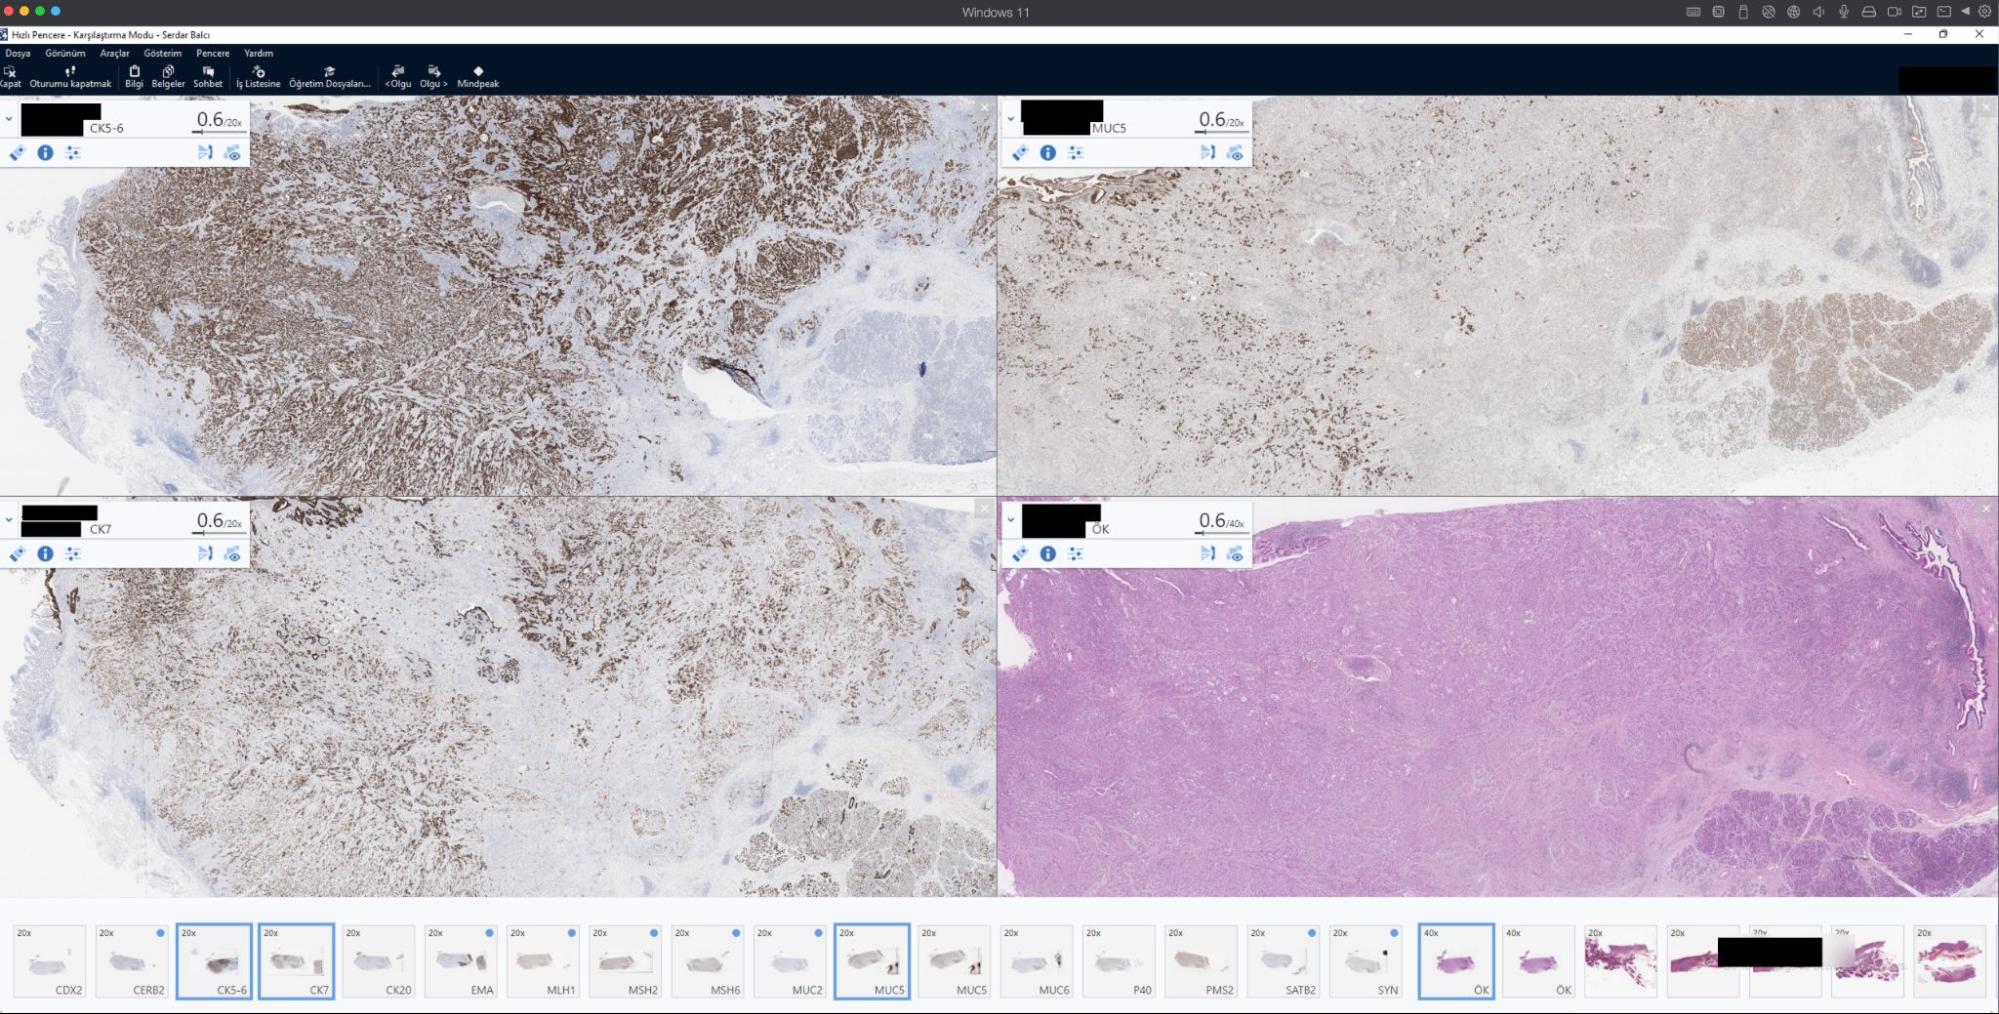 Windows 11
Hızlı Pencere - Karşılaştırma Modu - Serdar Balcı
Dosya Görünüm Araçlar Gösterim Pencere Yardım
Kapat Oturumu kapatmak Bilgi Belgeler Sohbet İş Listesine Öğretim Dosyaları... <Olgu Olgu > Mindpeak
CK5-6 0.6/20x
MUC5 0.6/20x
CK7 0.6/20x
ÖK 0.6/40x
20x 20x 20x 20x 20x 20x 20x 20x 20x 20x 20x 20x 20x 20x 20x 20x 20x 40x 40x 20x 20x 20x 20x 20x
CDX2 CERB2 CK5-6 CK7 CK20 EMA MLH1 MSH2 MSH6 MUC2 MUC5 MUC5 MUC6 P40 PMS2 SATB2 SYN ÖK ÖK